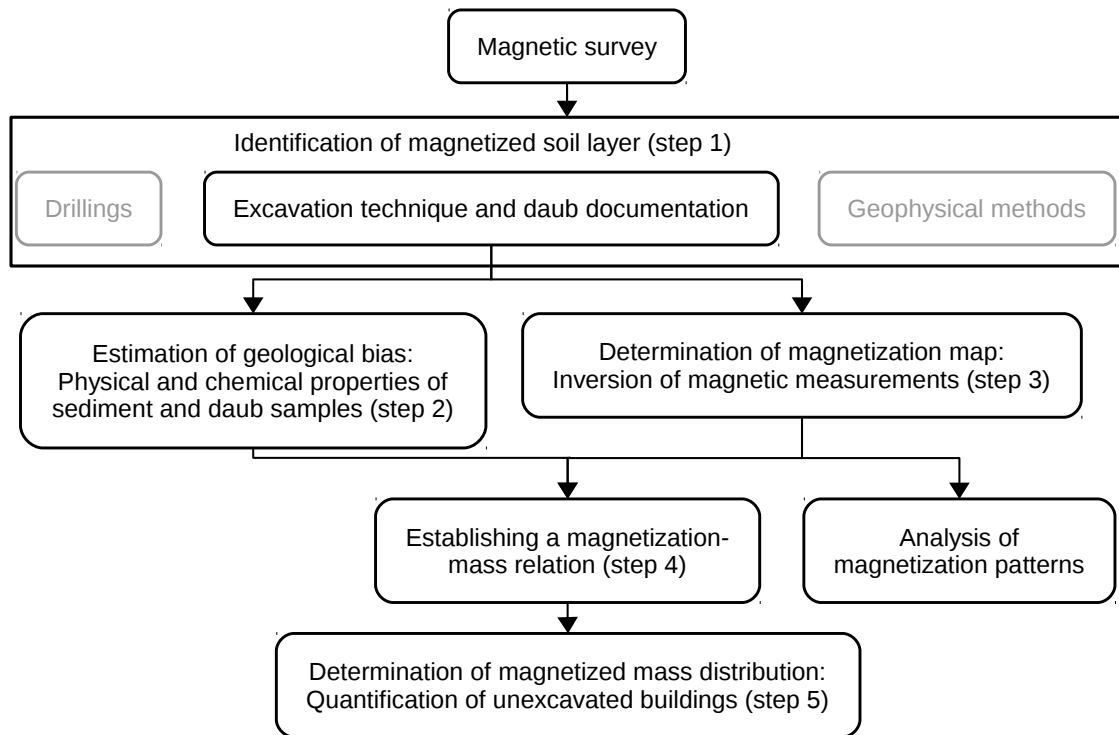 Magnetic survey
Identification of magnetized soil layer (step 1)
Drillings
Excavation technique and daub documentation
Geophysical methods
Estimation of geological bias:
Physical and chemical properties of
sediment and daub samples (step 2)
Determination of magnetization map:
Inversion of magnetic measurements (step 3)
Establishing a magnetization-
mass relation (step 4)
Analysis of
magnetization patterns
Determination of magnetized mass distribution:
Quantification of unexcavated buildings (step 5)